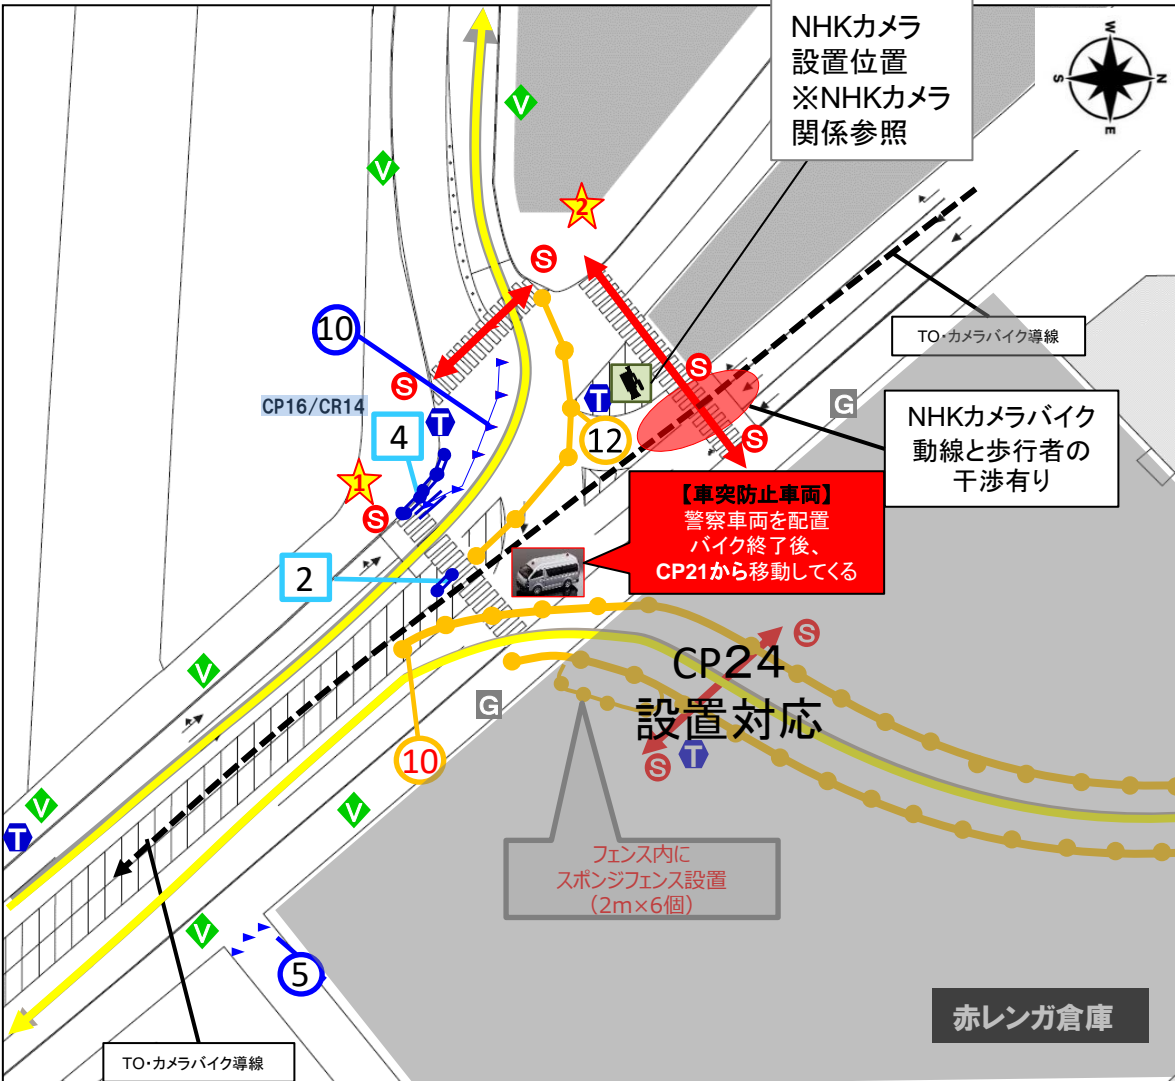 NHKカメラ
設置位置
※NHKカメラ
関係参照
W
S
N
E
V
V
2
S
10
TO・カメラバイク導線
S
S
CP16/CR14
T
T
G
4
12
NHKカメラバイク
動線と歩行者の
干渉有り
S
1
S
【車突防止車両】
警察車両を配置
バイク終了後、
CP21から移動してくる
2
S
CP24
設置対応
V
G
T
S
10
V
V
T
フェンス内に
スポンジフェンス設置
(2m×6個)
V
5
赤レンガ倉庫
TO・カメラバイク導線